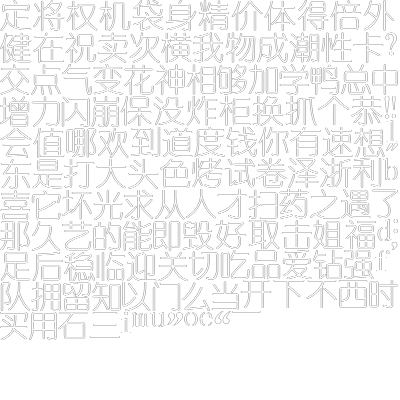 定将权机袋身精价体得倍外
健在祝卖次横我物成潮性卡?
交点气变花神相够加学鸭总中
增力闪崩保没炸柜换抓个恭!!
会值哪欢到道度钱你有速想"
东是打大头色烤试卷泽浙利b
喜它坏光求从人才扫药之遇了
那久艺的能即毁好取击姐福d:
足后稳临迎关切吃品爱钻强f'
队拥留知以门么当开下不西时
买用石三i